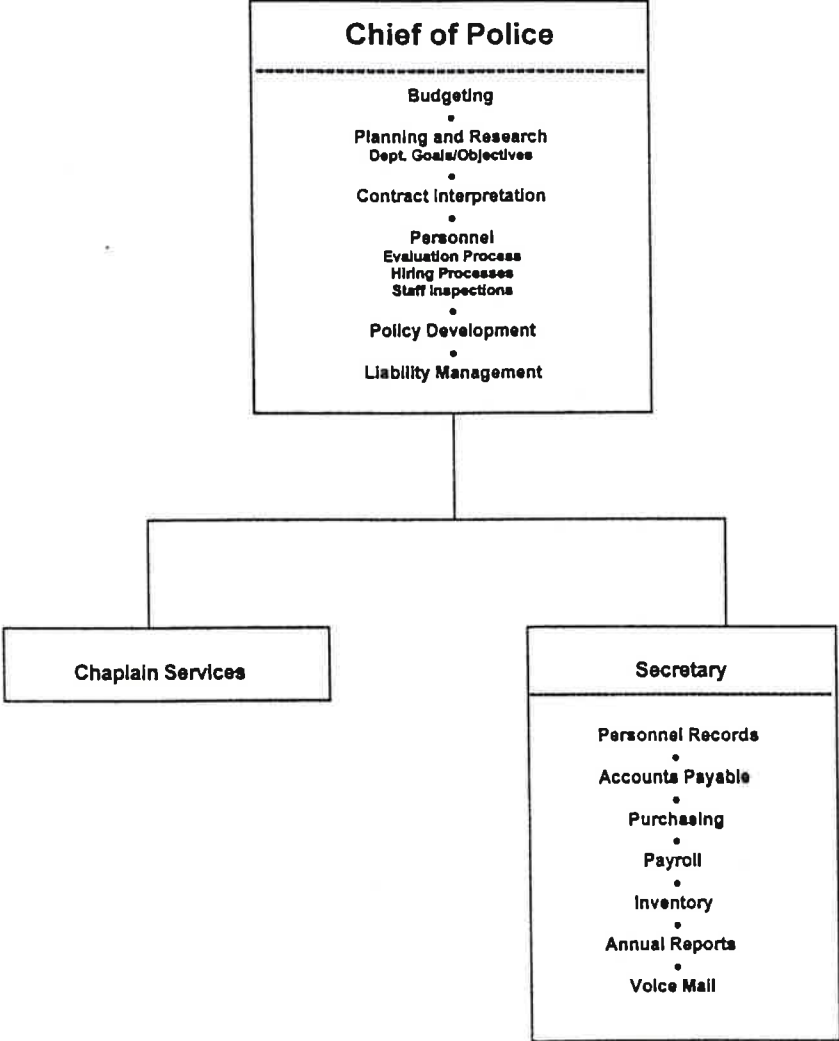 Chief of Police
Budgeting
•
Planning and Research
Dept. Goals/Objectives
•
Contract Interpretation
•
Personnel
Evaluation Process
Hiring Processes
Staff Inspections
•
Policy Development
•
Liability Management
Chaplain Services
Secretary
Personnel Records
•
Accounts Payable
•
Purchasing
•
Payroll
•
Inventory
•
Annual Reports
•
Voice Mail